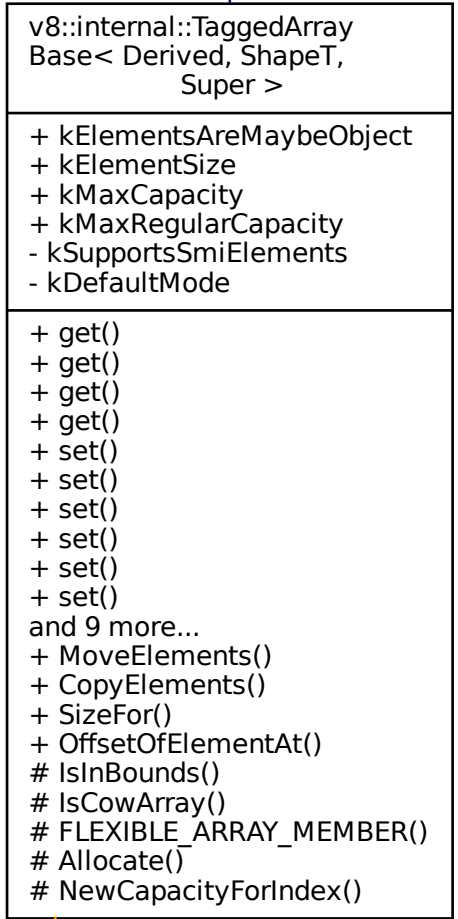 v8::internal::TaggedArray
Base< Derived, ShapeT,
Super >
+ kElementsAreMaybeObject
+ kElementSize
+ kMaxCapacity
+ kMaxRegularCapacity
- kSupportsSmiElements
- kDefaultMode
+ get()
+ get()
+ get()
+ get()
+ set()
+ set()
+ set()
+ set()
+ set()
+ set()
and 9 more...
+ MoveElements()
+ CopyElements()
+ SizeFor()
+ OffsetOfElementAt()
# IsInBounds()
# IsCowArray()
# FLEXIBLE_ARRAY_MEMBER()
# Allocate()
# NewCapacityForIndex()